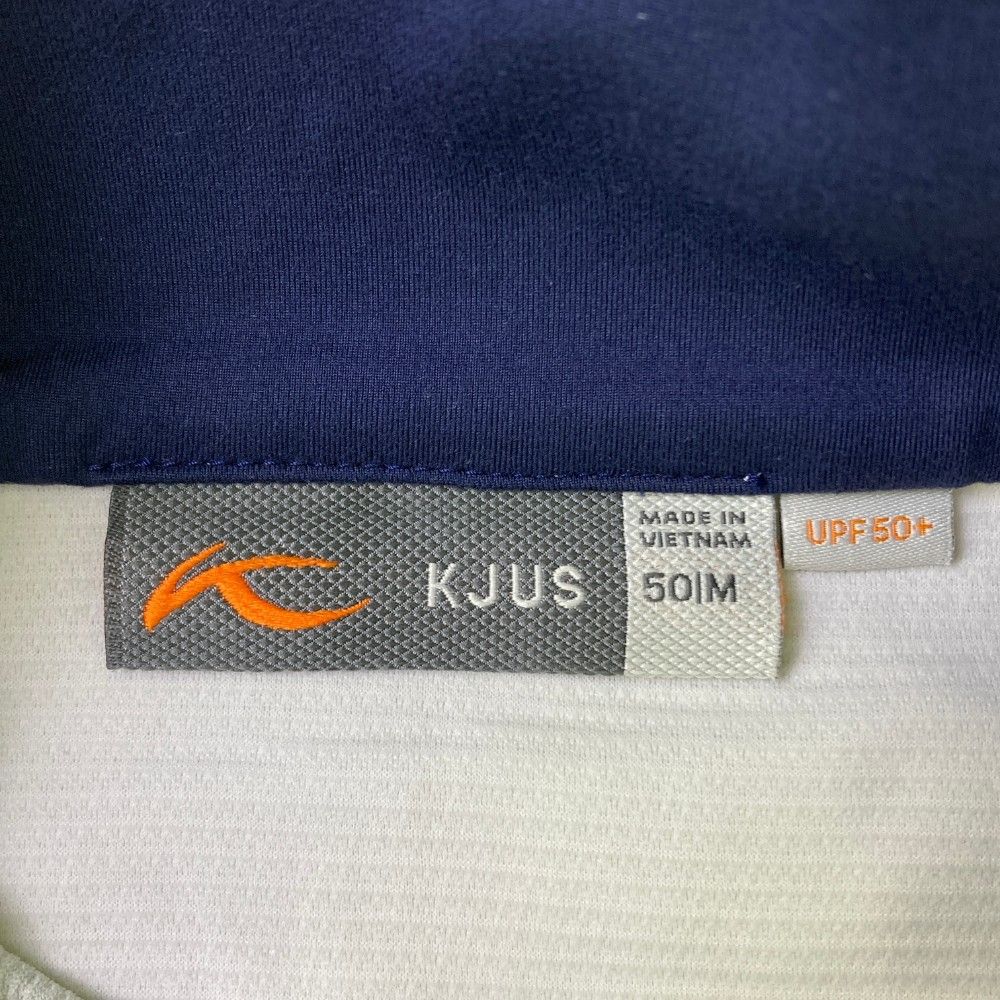 KJUS
MADE IN
VIETNAM
50|M
UPF 50+